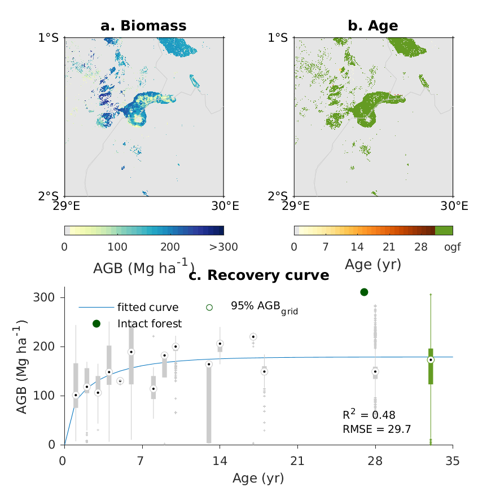 a. Biomass
b. Age
1°S
1°S
2°S
2°S
29°E
30°E
29°E
30°E
0
100
200
>300
0
7
14
21
28
ogf
AGB (Mg ha-1)
Age (yr)
c. Recovery curve
fitted curve
95% AGBgrid
Intact forest
300
200
100
0
AGB (Mg ha-1)
R2 = 0.48
RMSE = 29.7
0
7
14
21
28
35
Age (yr)